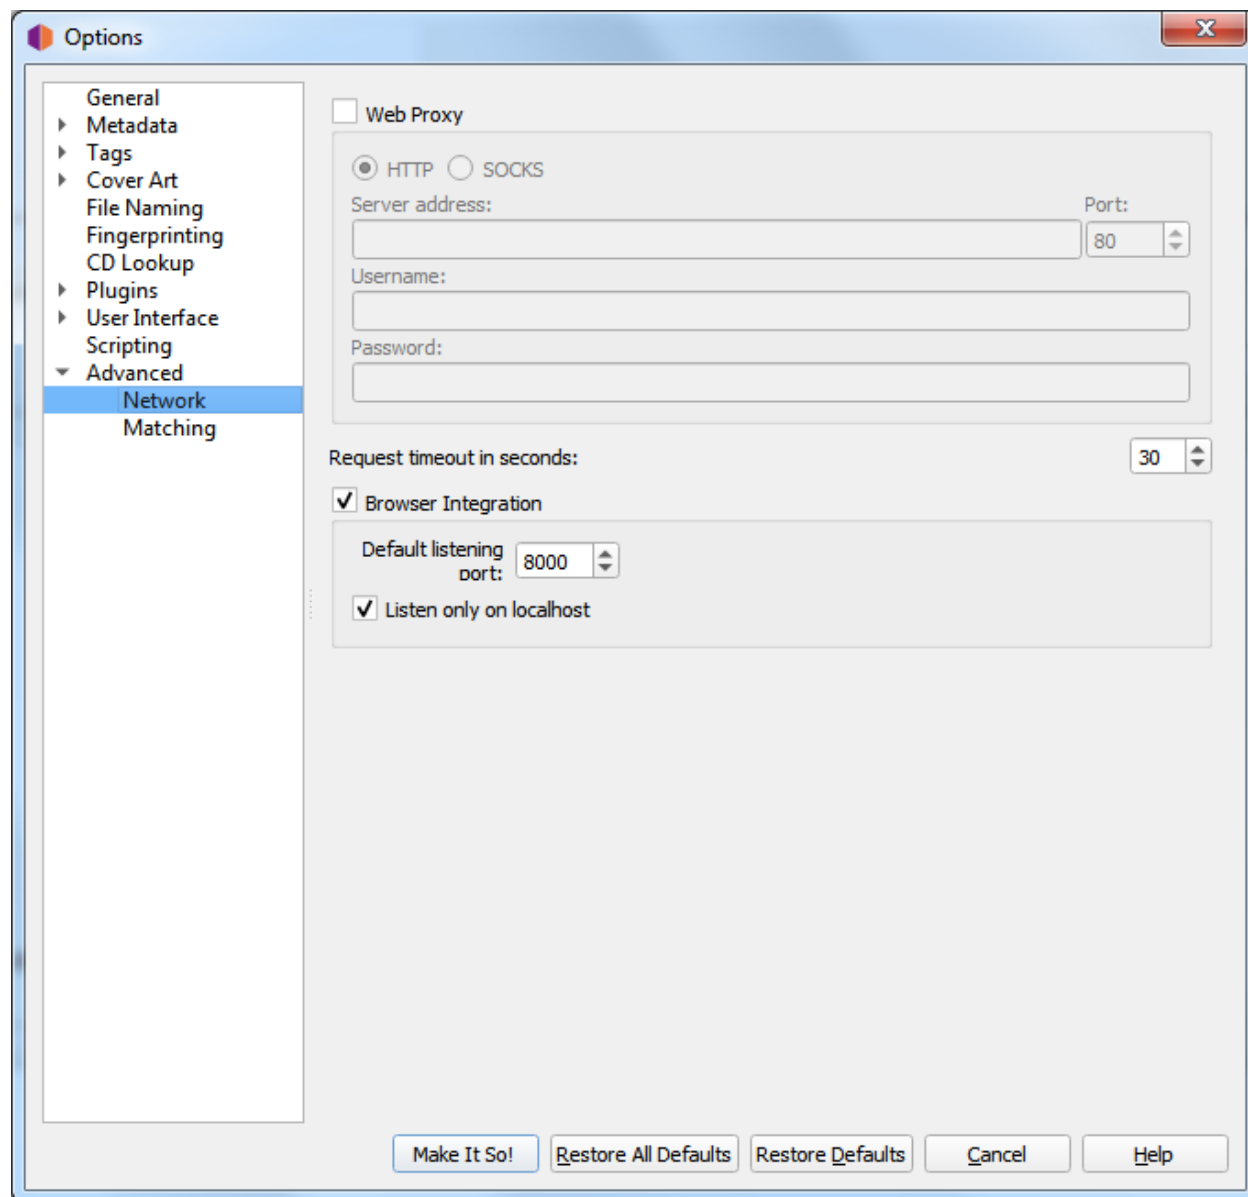 Options
General
Metadata
Tags
Cover Art
File Naming
Fingerprinting
CD Lookup
Plugins
User Interface
Scripting
Advanced
Network
Matching
Web Proxy
HTTP SOCKS
Server address: Port:
80
Username:
Password:
Request timeout in seconds: 30
Browser Integration
Default listening
port: 8000
Listen only on localhost
Make It So! Restore All Defaults Restore Defaults Cancel Help